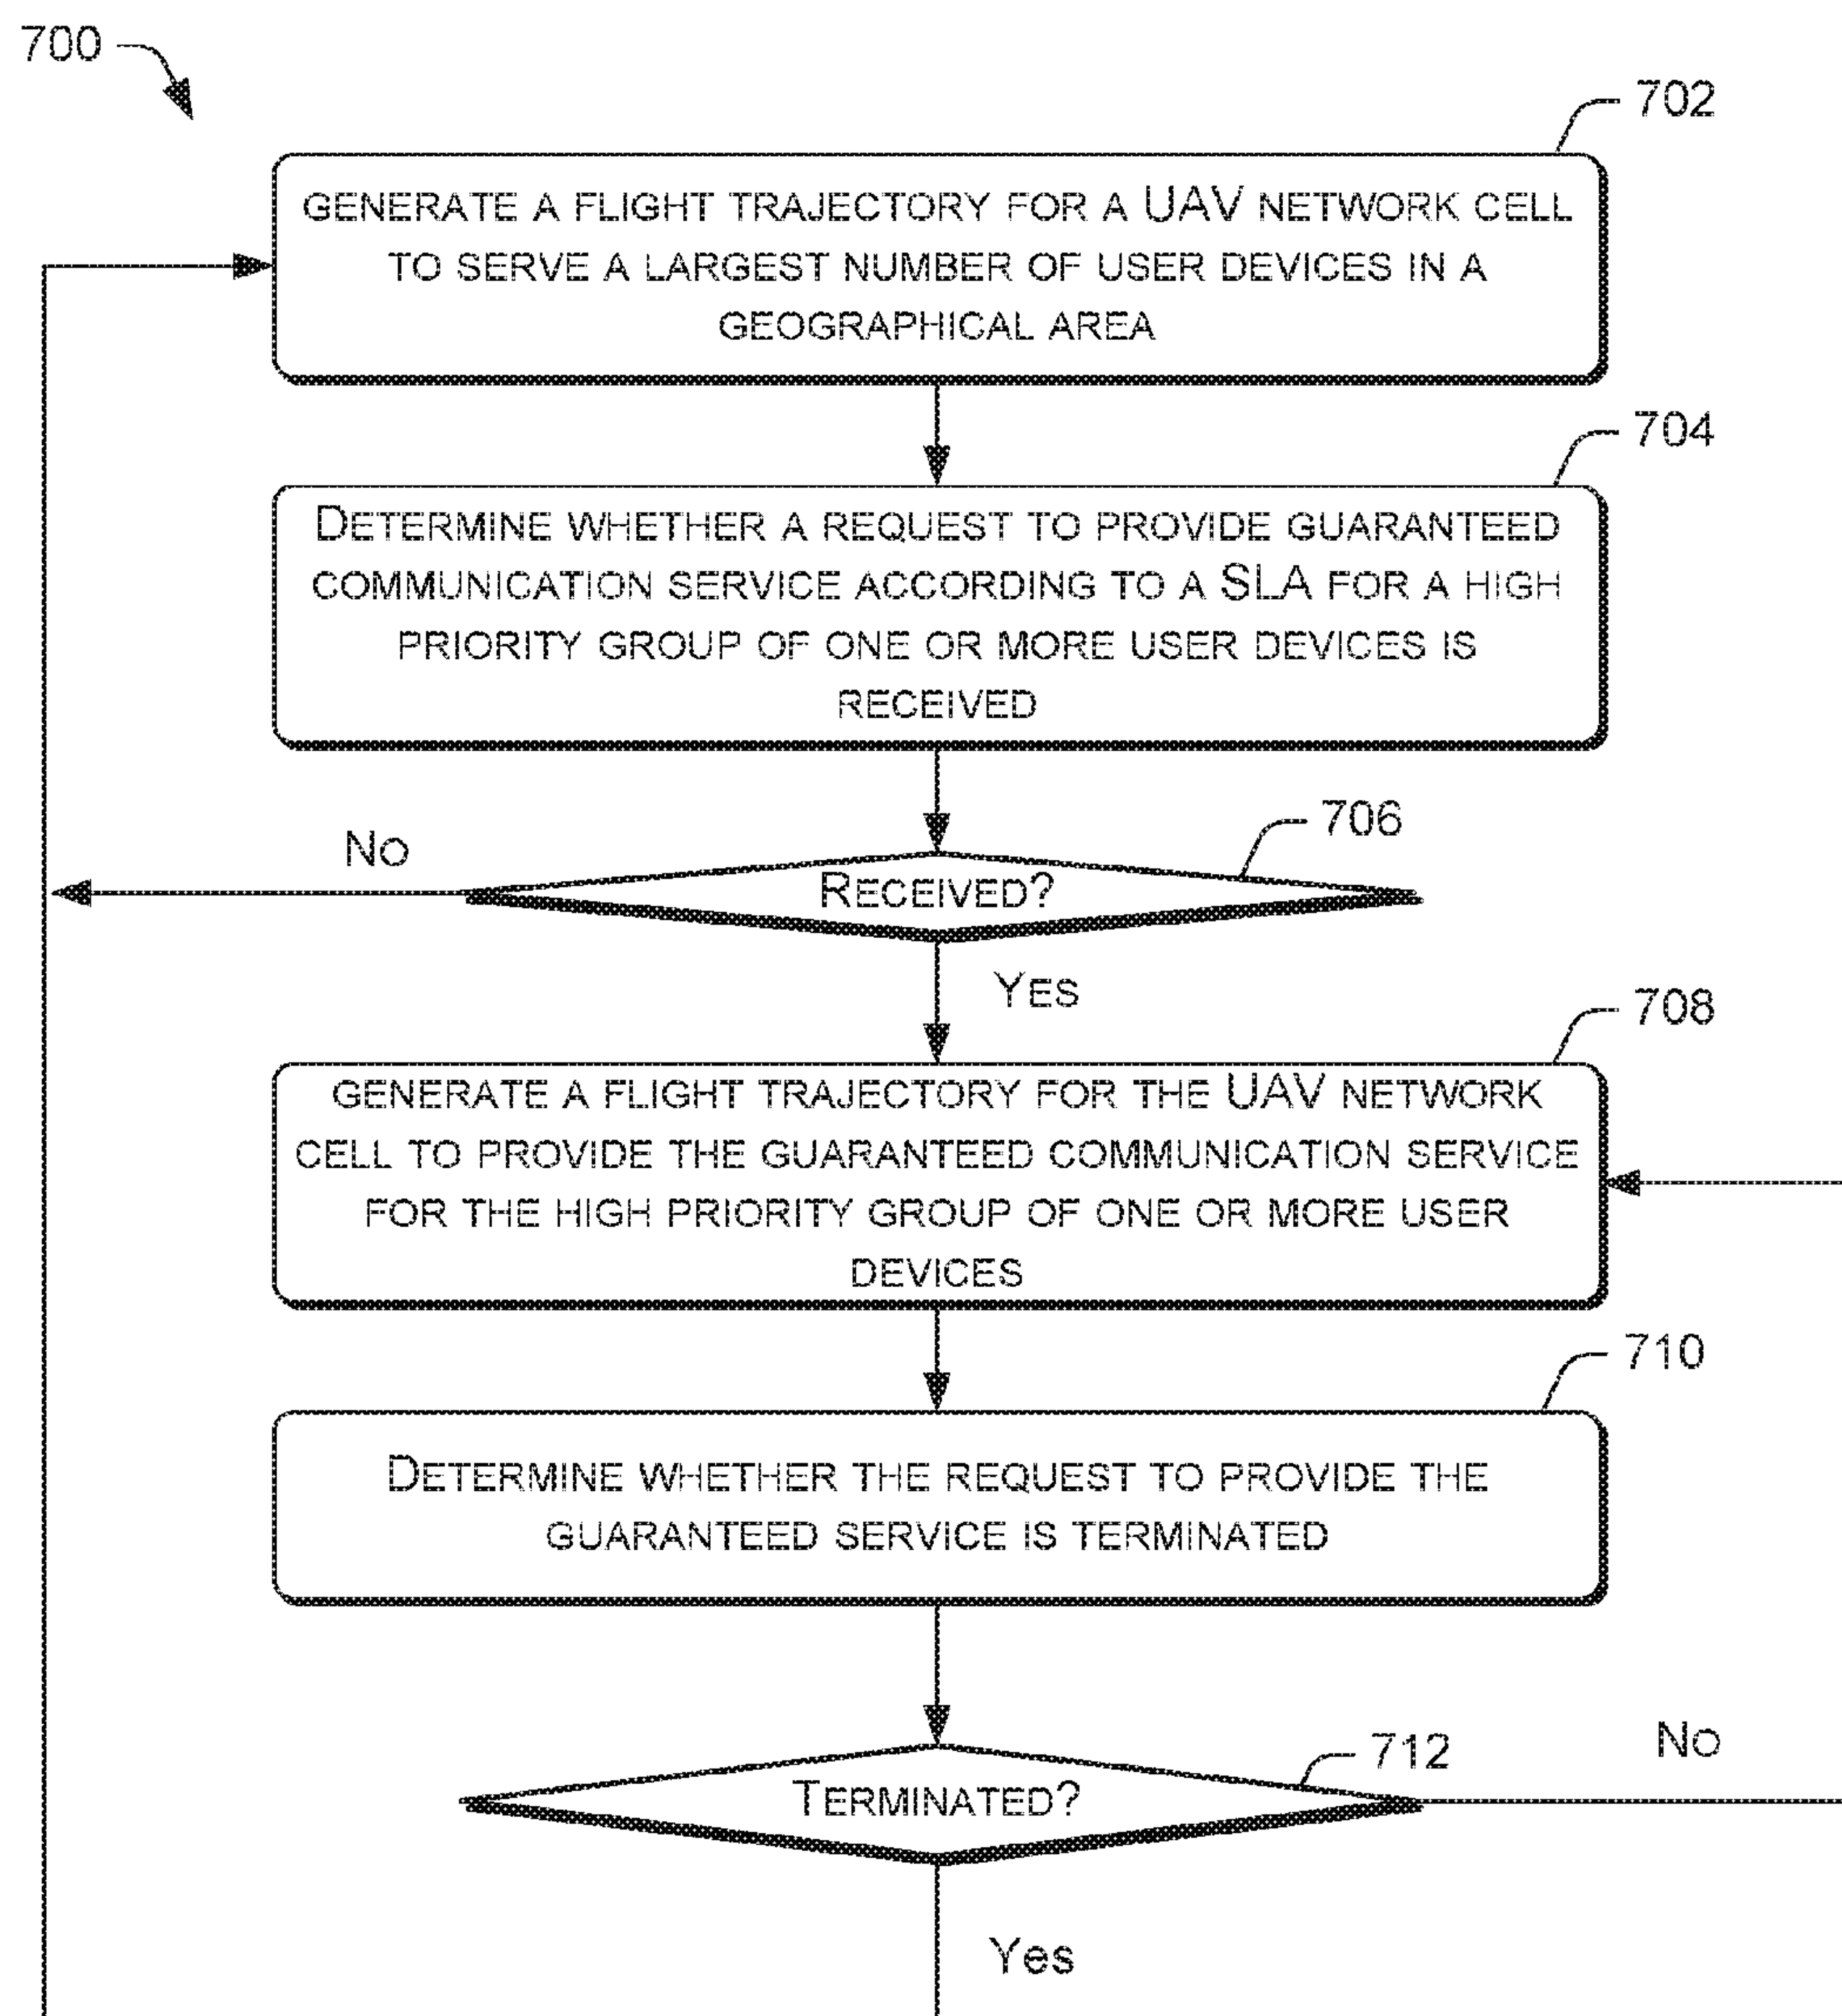 700
702
GENERATE A FLIGHT TRAJECTORY FOR A UAV NETWORK CELL
TO SERVE A LARGEST NUMBER OF USER DEVICES IN A
GEOGRAPHICAL AREA
704
DETERMINE WHETHER A REQUEST TO PROVIDE GUARANTEED
COMMUNICATION SERVICE ACCORDING TO A SLA FOR A HIGH
PRIORITY GROUP OF ONE OR MORE USER DEVICES IS
RECEIVED
706
NO
RECEIVED?
YES
708
GENERATE A FLIGHT TRAJECTORY FOR THE UAV NETWORK
CELL TO PROVIDE THE GUARANTEED COMMUNICATION SERVICE
FOR THE HIGH PRIORITY GROUP OF ONE OR MORE USER
DEVICES
710
DETERMINE WHETHER THE REQUEST TO PROVIDE THE
GUARANTEED SERVICE IS TERMINATED
712
NO
TERMINATED?
Yes